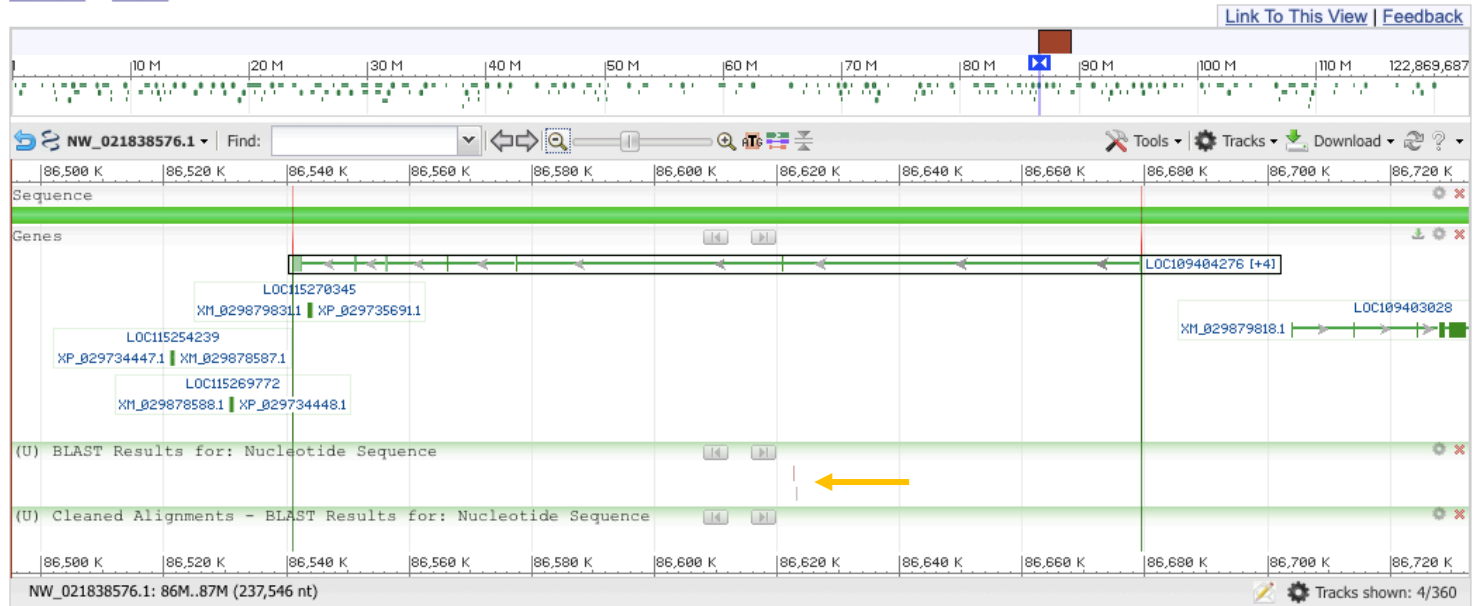 Link To This View | Feedback
1 |10 M |20 M |30 M |40 M |50 M |60 M |70 M |80 M |90 M |100 M |110 M 122,869,687
NW_021838576.1 Find: ATG Tools Tracks Download ?
|86,500 K |86,520 K |86,540 K |86,560 K |86,580 K |86,600 K |86,620 K |86,640 K |86,660 K |86,680 K |86,700 K |86,720 K
Sequence
Genes
LOC109404276 [+4]
LOC115270345
XM_029879831.1 XP_029735691.1
LOC109403028
XM_029879818.1
LOC115254239
XP_029734447.1 XM_029878587.1
LOC115269772
XM_029878588.1 XP_029734448.1
(U) BLAST Results for: Nucleotide Sequence
(U) Cleaned Alignments - BLAST Results for: Nucleotide Sequence
|86,500 K |86,520 K |86,540 K |86,560 K |86,580 K |86,600 K |86,620 K |86,640 K |86,660 K |86,680 K |86,700 K |86,720 K
NW_021838576.1: 86M..87M (237,546 nt) Tracks shown: 4/360